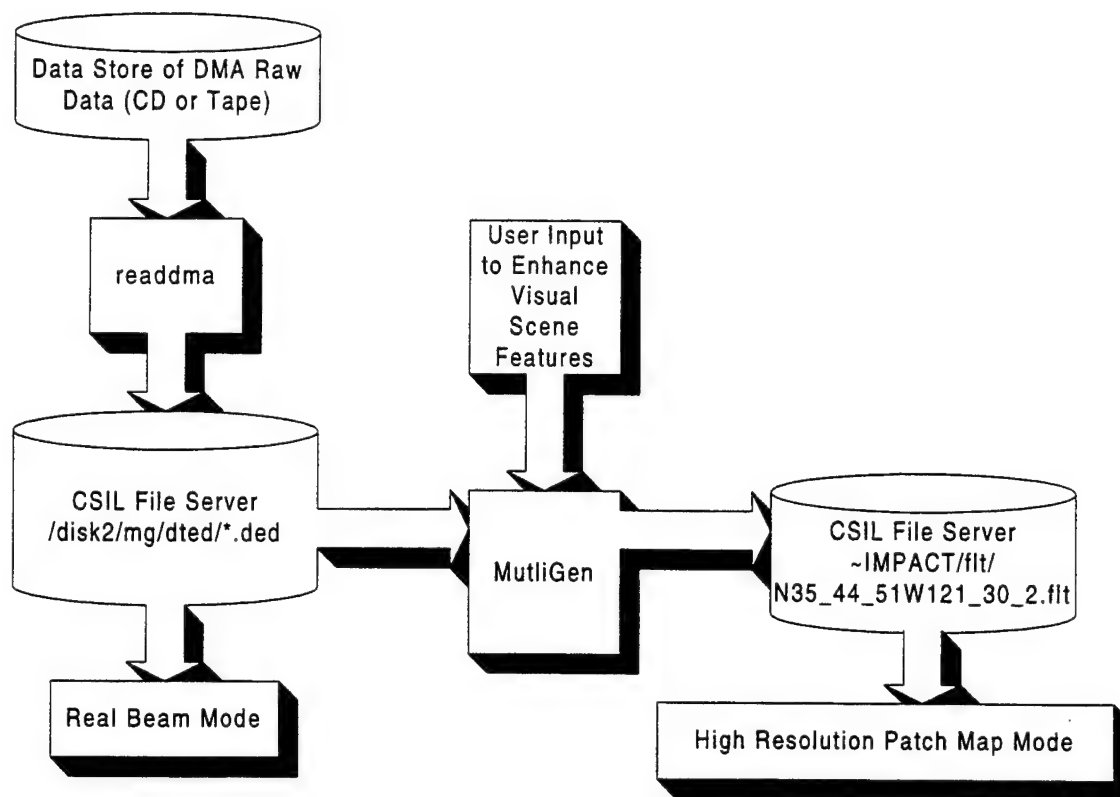 Data Store of DMA Raw
Data (CD or Tape)
readdma
User Input
to Enhance
Visual
Scene
Features
CSIL File Server
/disk2/mg/dted/*.ded
MutliGen
CSIL File Server
~IMPACT/flt/
N35_44_51W121_30_2.flt
Real Beam Mode
High Resolution Patch Map Mode